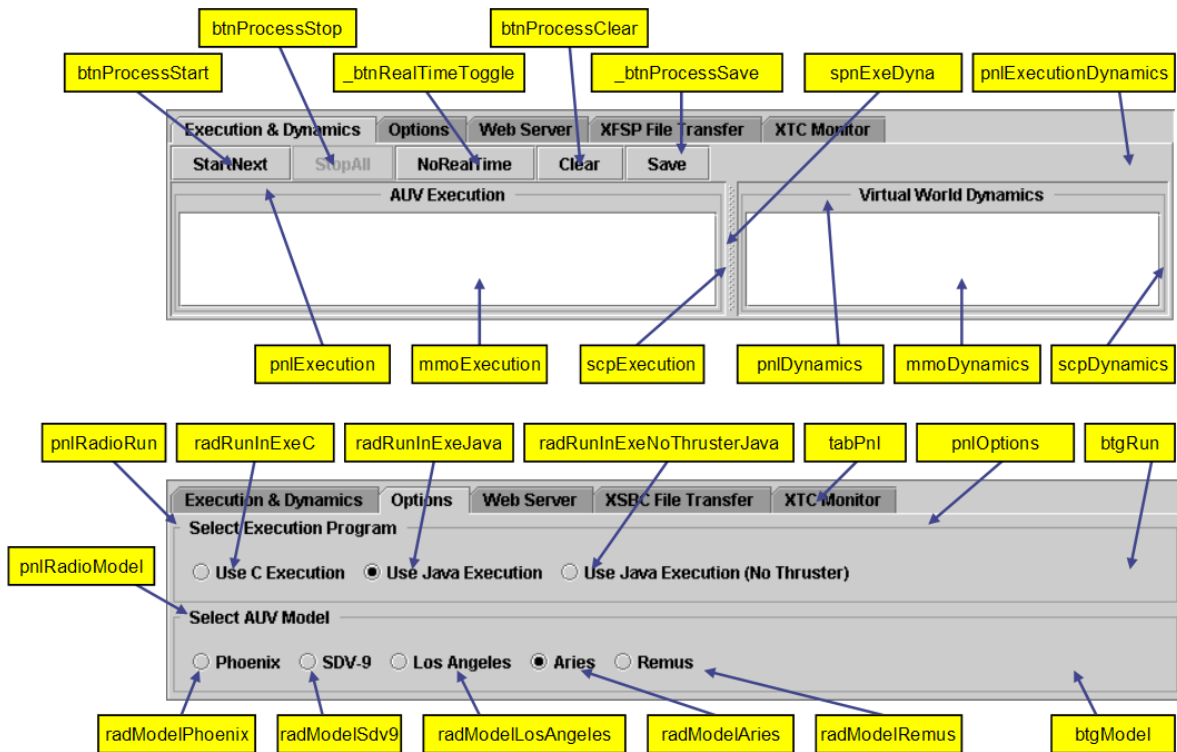 btnProcessStop
btnProcessClear
btnProcessStart
_btnRealTimeToggle
_btnProcessSave
spnExeDyna
pnlExecutionDynamics
Execution & Dynamics Options Web Server XFSP File Transfer XTC Monitor
StartNext StopAll NoRealTime Clear Save
AUV Execution
Virtual World Dynamics
pnlExecution
mmoExecution
scpExecution
pnlDynamics
mmoDynamics
scpDynamics
pnlRadioRun
radRunInExeC
radRunInExeJava
radRunInExeNoThrusterJava
tabPnl
pnlOptions
btgRun
Execution & Dynamics Options Web Server XSBC File Transfer XTC Monitor
Select Execution Program
pnlRadioModel
Use C Execution Use Java Execution Use Java Execution (No Thruster)
Select AUV Model
Phoenix SDV-9 Los Angeles Aries Remus
radModelPhoenix
radModelSdv9
radModelLosAngeles
radModelAries
radModelRemus
btgModel